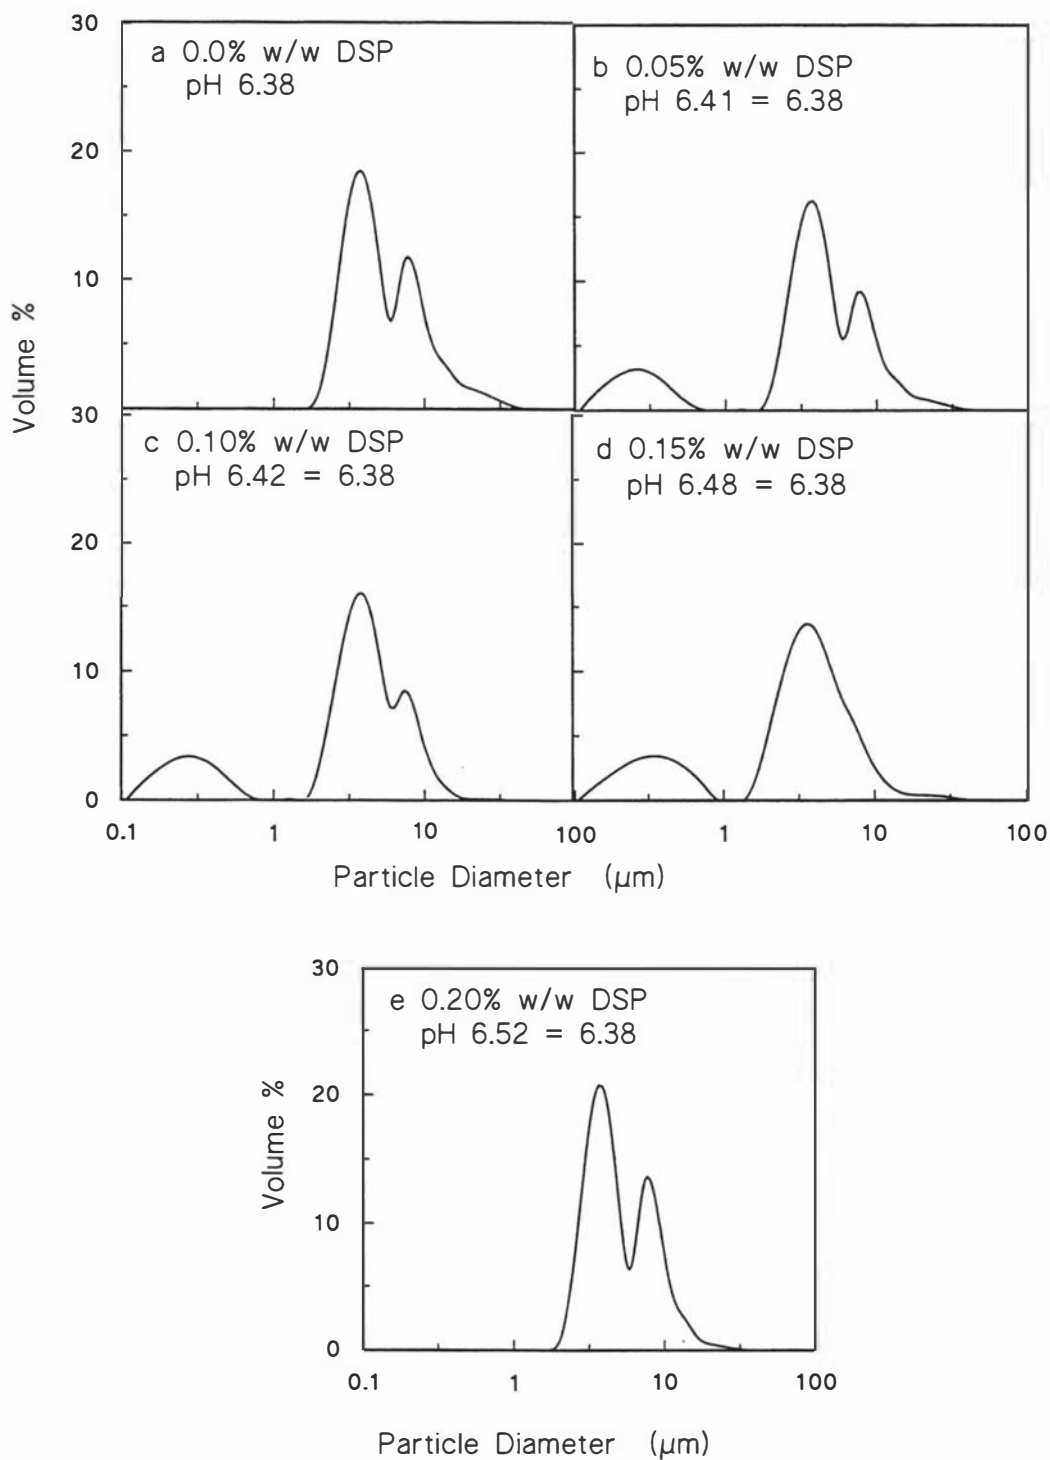 30
a 0.0% w/w DSP
pH 6.38
b 0.05% w/w DSP
pH 6.41 = 6.38
20
10
Volume %
30
c 0.10% w/w DSP
pH 6.42 = 6.38
d 0.15% w/w DSP
pH 6.48 = 6.38
20
10
0
0.1 1 10 100 1 10 100
Particle Diameter (μm)
30
e 0.20% w/w DSP
pH 6.52 = 6.38
20
Volume %
10
0
0.1 1 10 100
Particle Diameter (μm)